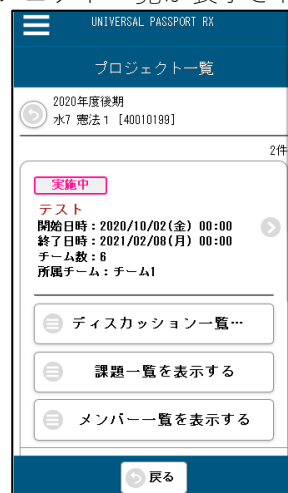 UNIVERSAL PASSPORT RX
プロジェクト一覧
2020年度後期
水7 憲法1 [40010199]
2件
実施中
テスト
開始日時:2020/10/02(金) 00:00
終了日時:2021/02/08(月) 00:00
チーム数:6
所属チーム:チーム1
ディスカッション一覧…
課題一覧を表示する
メンバー一覧を表示する
戻る